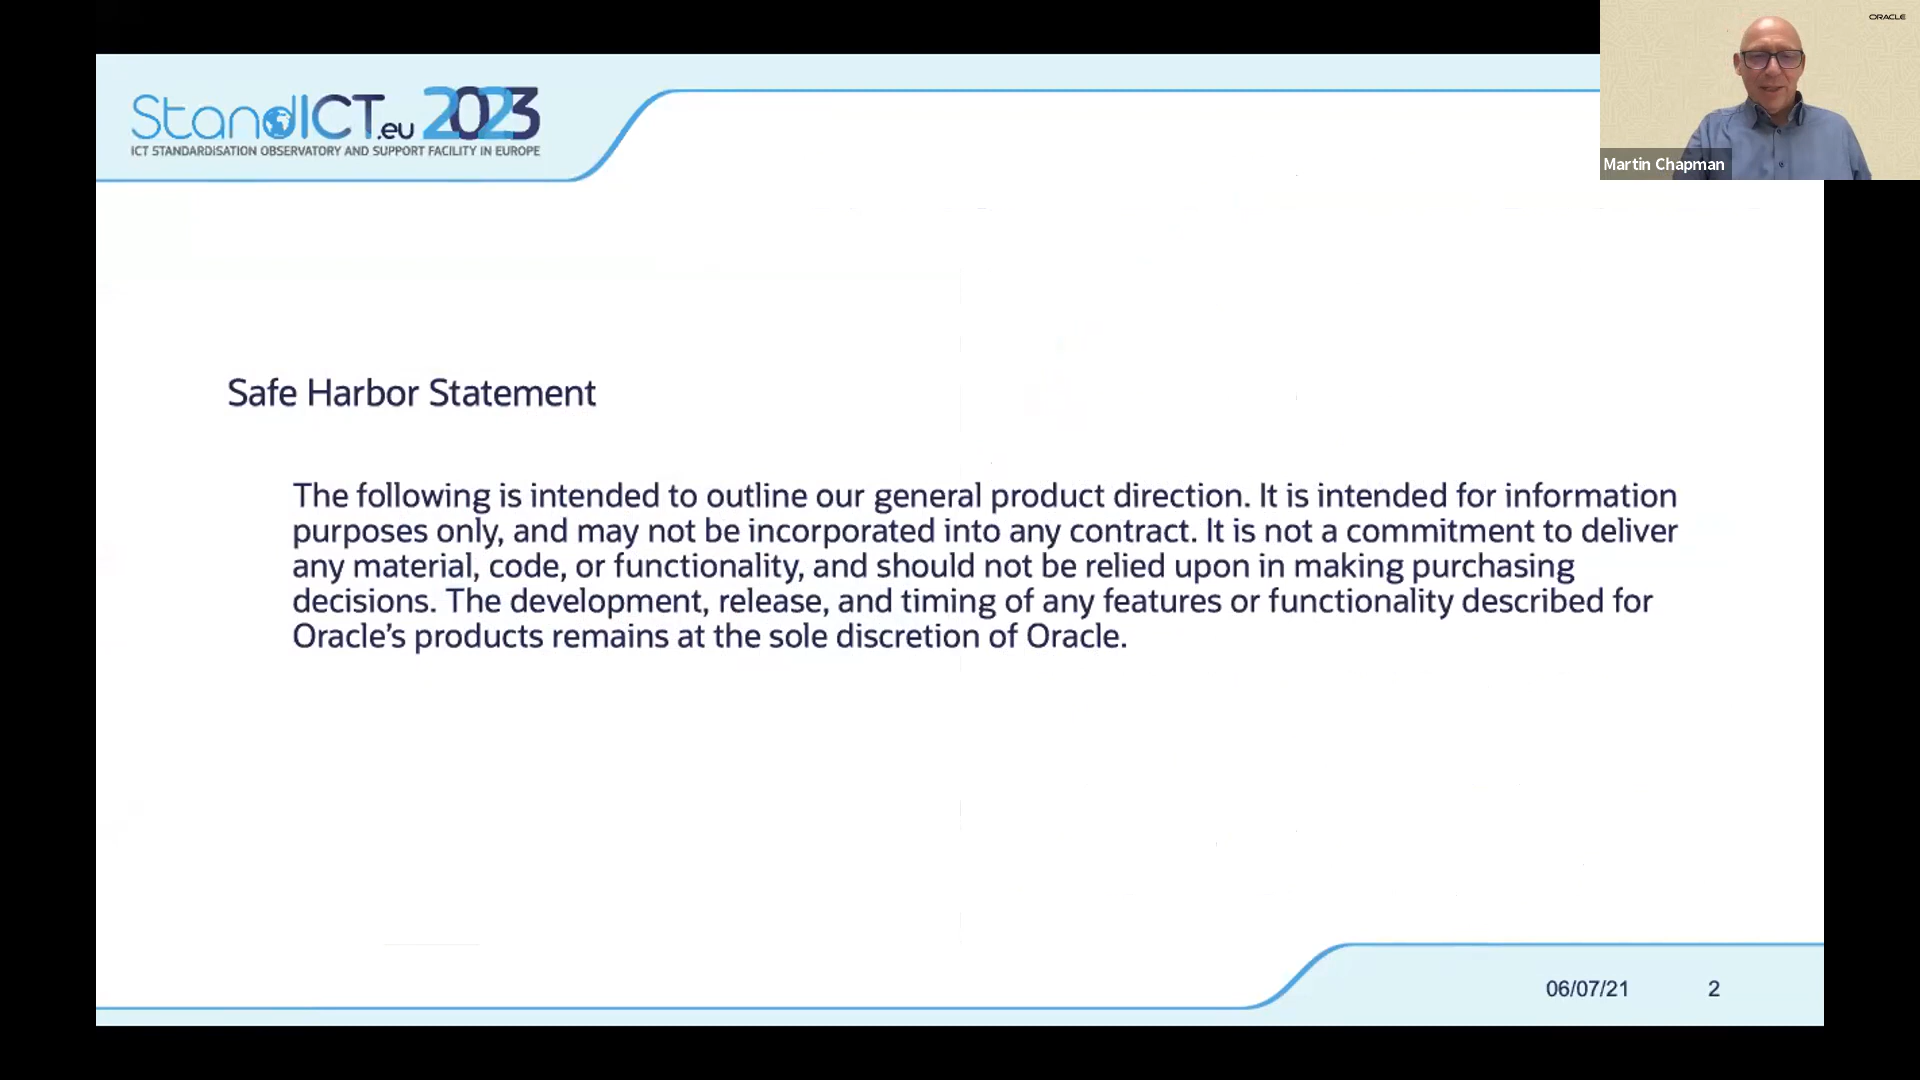 ORACLE
StandICT.eu 2023
ICT STANDARDISATION OBSERVATORY AND SUPPORT FACILITY IN EUROPE
Martin Chapman
Safe Harbor Statement
The following is intended to outline our general product direction. It is intended for information
purposes only, and may not be incorporated into any contract. It is not a commitment to deliver
any material, code, or functionality, and should not be relied upon in making purchasing
decisions. The development, release, and timing of any features or functionality described for
Oracle’s products remains at the sole discretion of Oracle.
06/07/21 2